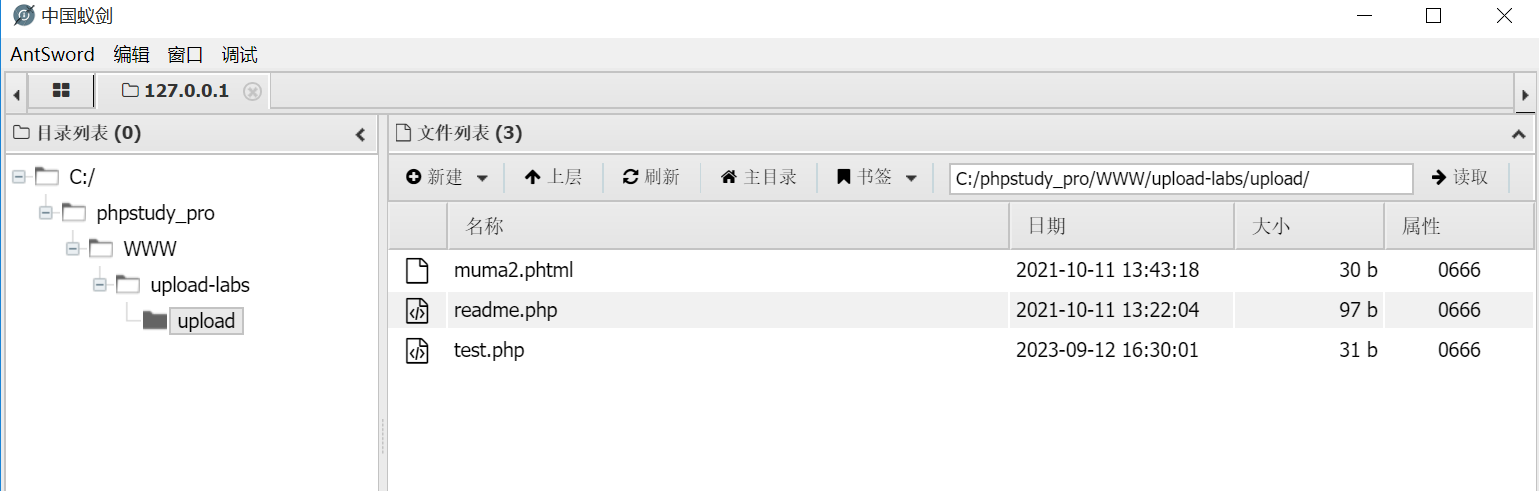 中国蚁剑
AntSword 编辑 窗口 调试
127.0.0.1
目录列表 (0)
文件列表 (3)
新建 上层 刷新 主目录 书签 C:/phpstudy_pro/WWW/upload-labs/upload/ 读取
C:/
phpstudy_pro
WWW
upload-labs
upload
名称 日期 大小 属性
muma2.phtml 2021-10-11 13:43:18 30 b 0666
readme.php 2021-10-11 13:22:04 97 b 0666
test.php 2023-09-12 16:30:01 31 b 0666